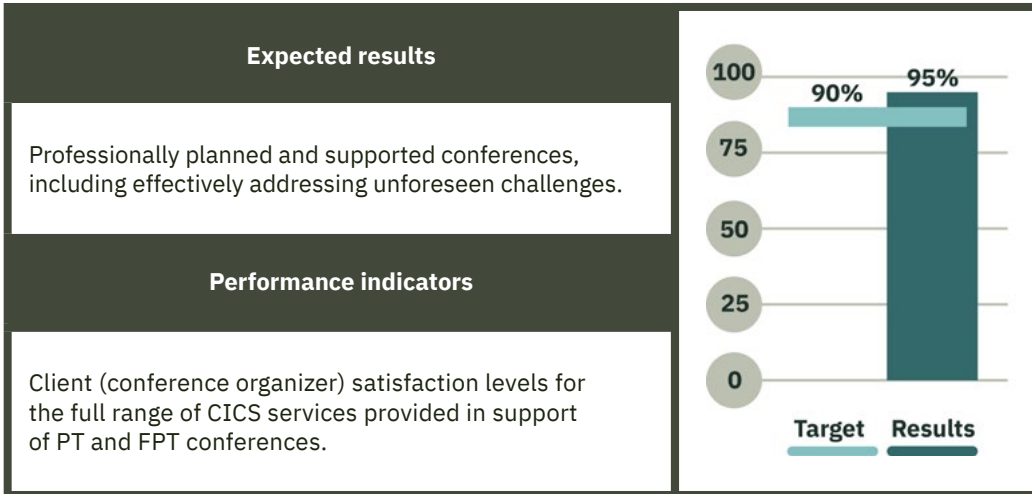 Expected results
Professionally planned and supported conferences,
including effectively addressing unforeseen challenges.
Performance indicators
Client (conference organizer) satisfaction levels for
the full range of CICS services provided in support
of PT and FPT conferences.
100
95%
90%
75
50
25
0
Target Results